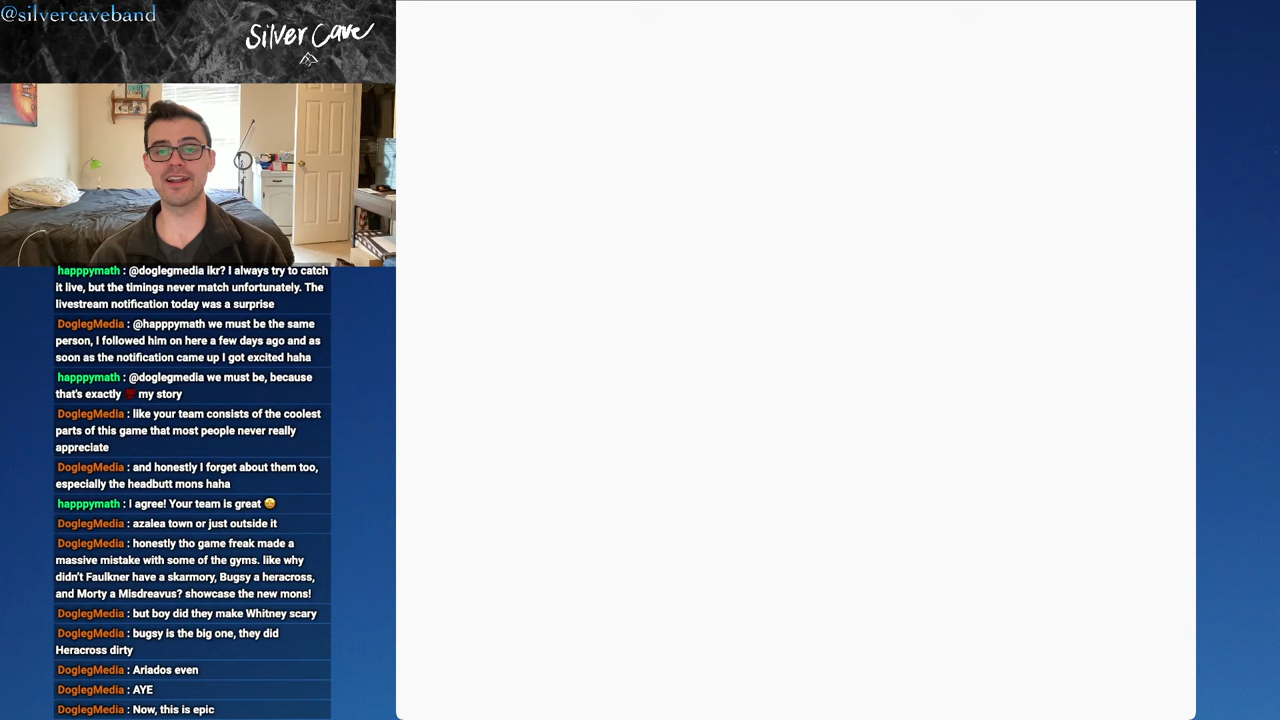 @silvercaveband
Silver Cave
happpymath : @doglegmedia ikr? I always try to catch
it live, but the timings never match unfortunately. The
livestream notification today was a surprise
DoglegMedia : @happpymath we must be the same
person, I followed him on here a few days ago and as
soon as the notification came up I got excited haha
happpymath : @doglegmedia we must be, because
that's exactly 💯 my story
DoglegMedia : like your team consists of the coolest
parts of this game that most people never really
appreciate
DoglegMedia : and honestly I forget about them too,
especially the headbutt mons haha
happpymath : I agree! Your team is great 🤩
DoglegMedia : azalea town or just outside it
DoglegMedia : honestly tho game freak made a
massive mistake with some of the gyms. like why
didn't Faulkner have a skarmory, Bugsy a heracross,
and Morty a Misdreavus? showcase the new mons!
DoglegMedia : but boy did they make Whitney scary
DoglegMedia : bugsy is the big one, they did
Heracross dirty
DoglegMedia : Ariados even
DoglegMedia : AYE
DoglegMedia : Now, this is epic